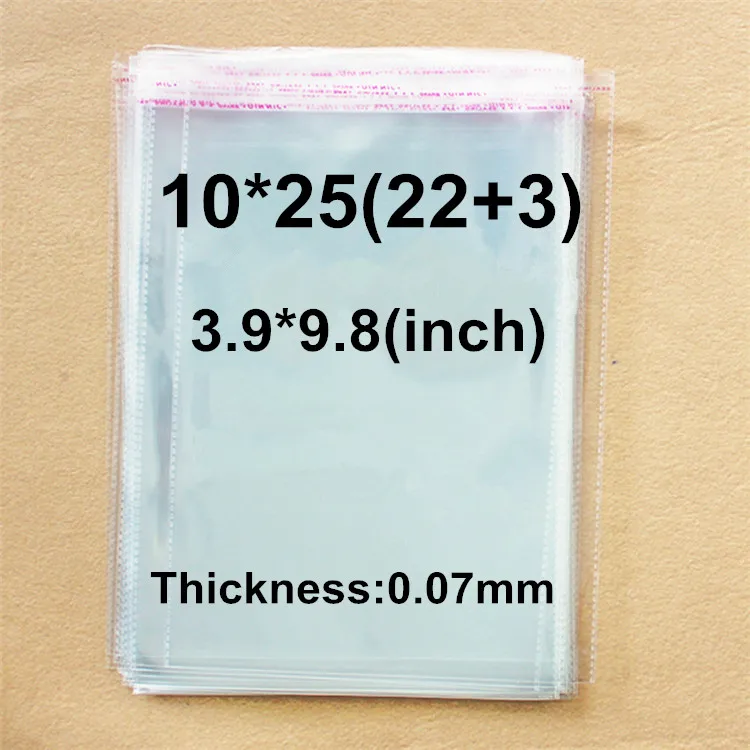 10*25(22+3)
3.9*9.8(inch)
Thickness:0.07mm